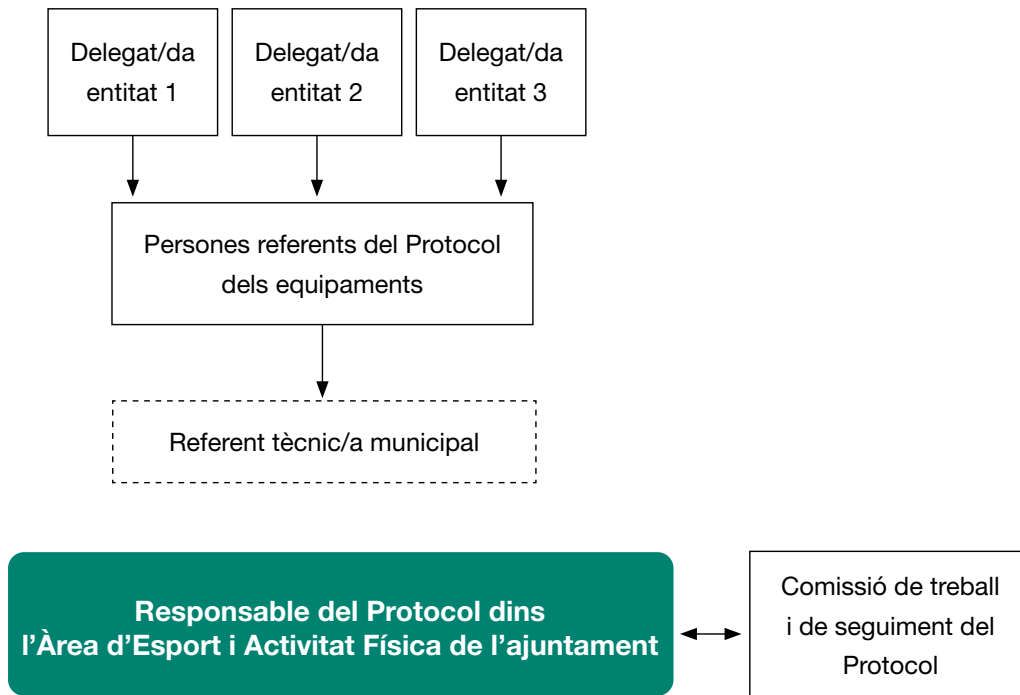 Delegat/da
entitat 1
Delegat/da
entitat 2
Delegat/da
entitat 3
Persones referents del Protocol
dels equipaments
Referent tècnic/a municipal
Responsable del Protocol dins
l’Àrea d’Esport i Activitat Física de l’ajuntament
Comissió de treball
i de seguiment del
Protocol